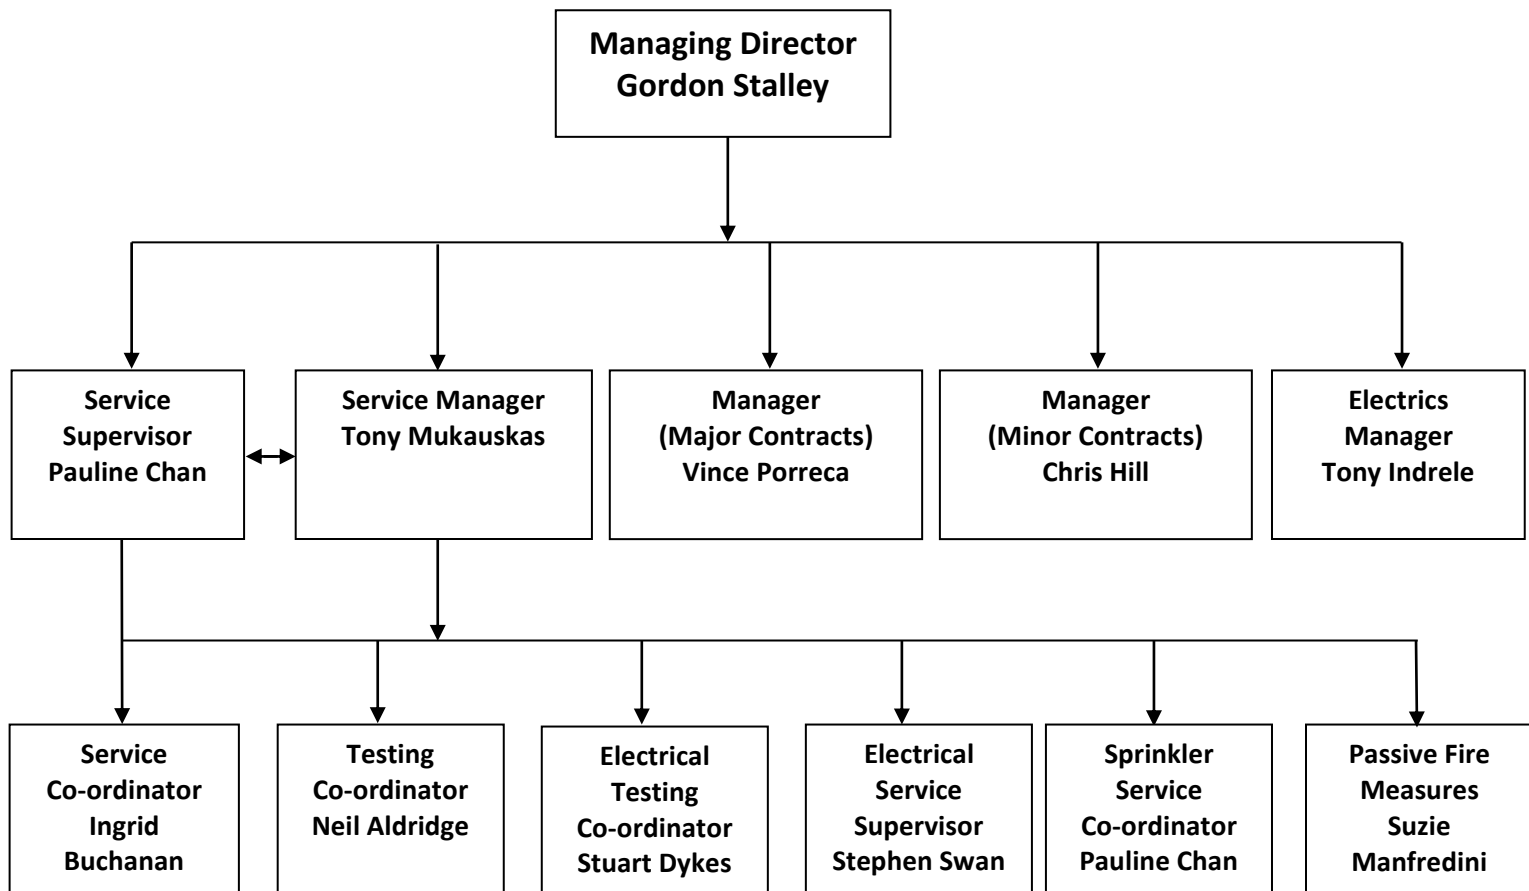 Managing Director
Gordon Stalley
Service
Supervisor
Pauline Chan
Service Manager
Tony Mukauskas
Manager
(Major Contracts)
Vince Porreca
Manager
(Minor Contracts)
Chris Hill
Electrics
Manager
Tony Indrele
Service
Co-ordinator
Ingrid
Buchanan
Testing
Co-ordinator
Neil Aldridge
Electrical
Testing
Co-ordinator
Stuart Dykes
Electrical
Service
Supervisor
Stephen Swan
Sprinkler
Service
Co-ordinator
Pauline Chan
Passive Fire
Measures
Suzie
Manfredini